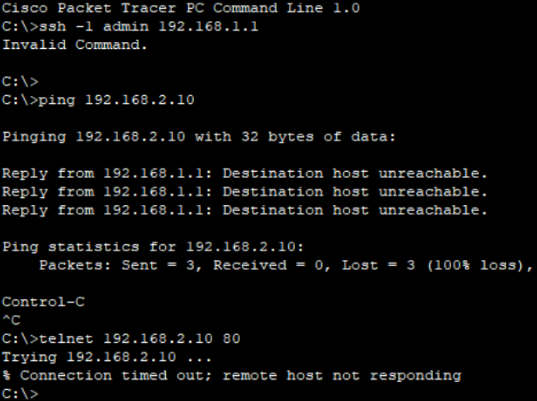 Cisco Packet Tracer PC Command Line 1.0
C:\>ssh -1 admin 192.168.1.1
Invalid Command.
C:\>
C:\>ping 192.168.2.10
Pinging 192.168.2.10 with 32 bytes of data:
Reply from 192.168.1.1: Destination host unreachable.
Reply from 192.168.1.1: Destination host unreachable.
Reply from 192.168.1.1: Destination host unreachable.
Ping statistics for 192.168.2.10:
    Packets: Sent = 3, Received = 0, Lost = 3 (100% loss),
Control-C
^C
C:\>telnet 192.168.2.10 80
Trying 192.168.2.10 ...
% Connection timed out; remote host not responding
C:\>